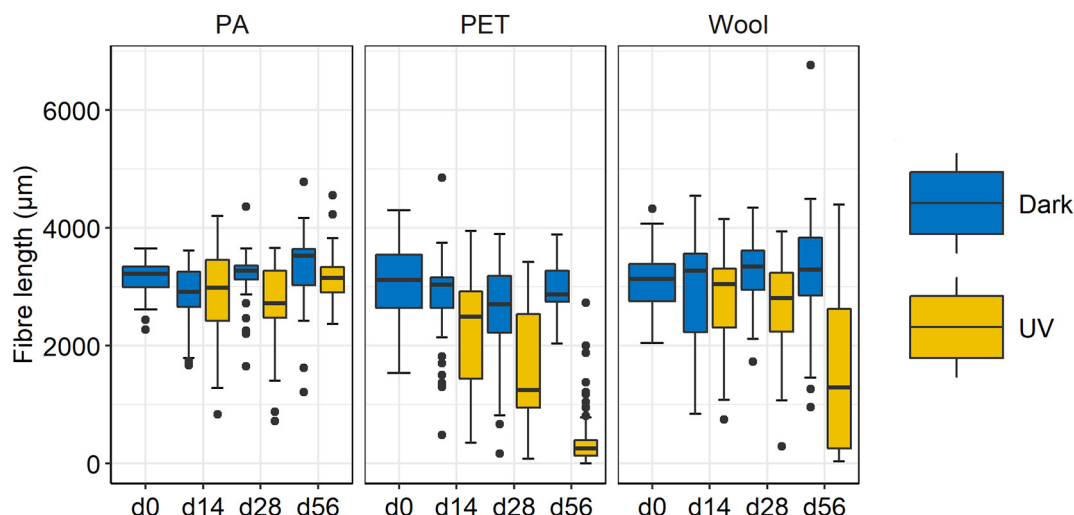 PA PET Wool
6000
4000
2000
0
Fibre length (µm)
d0 d14 d28 d56 d0 d14 d28 d56 d0 d14 d28 d56
Dark
UV